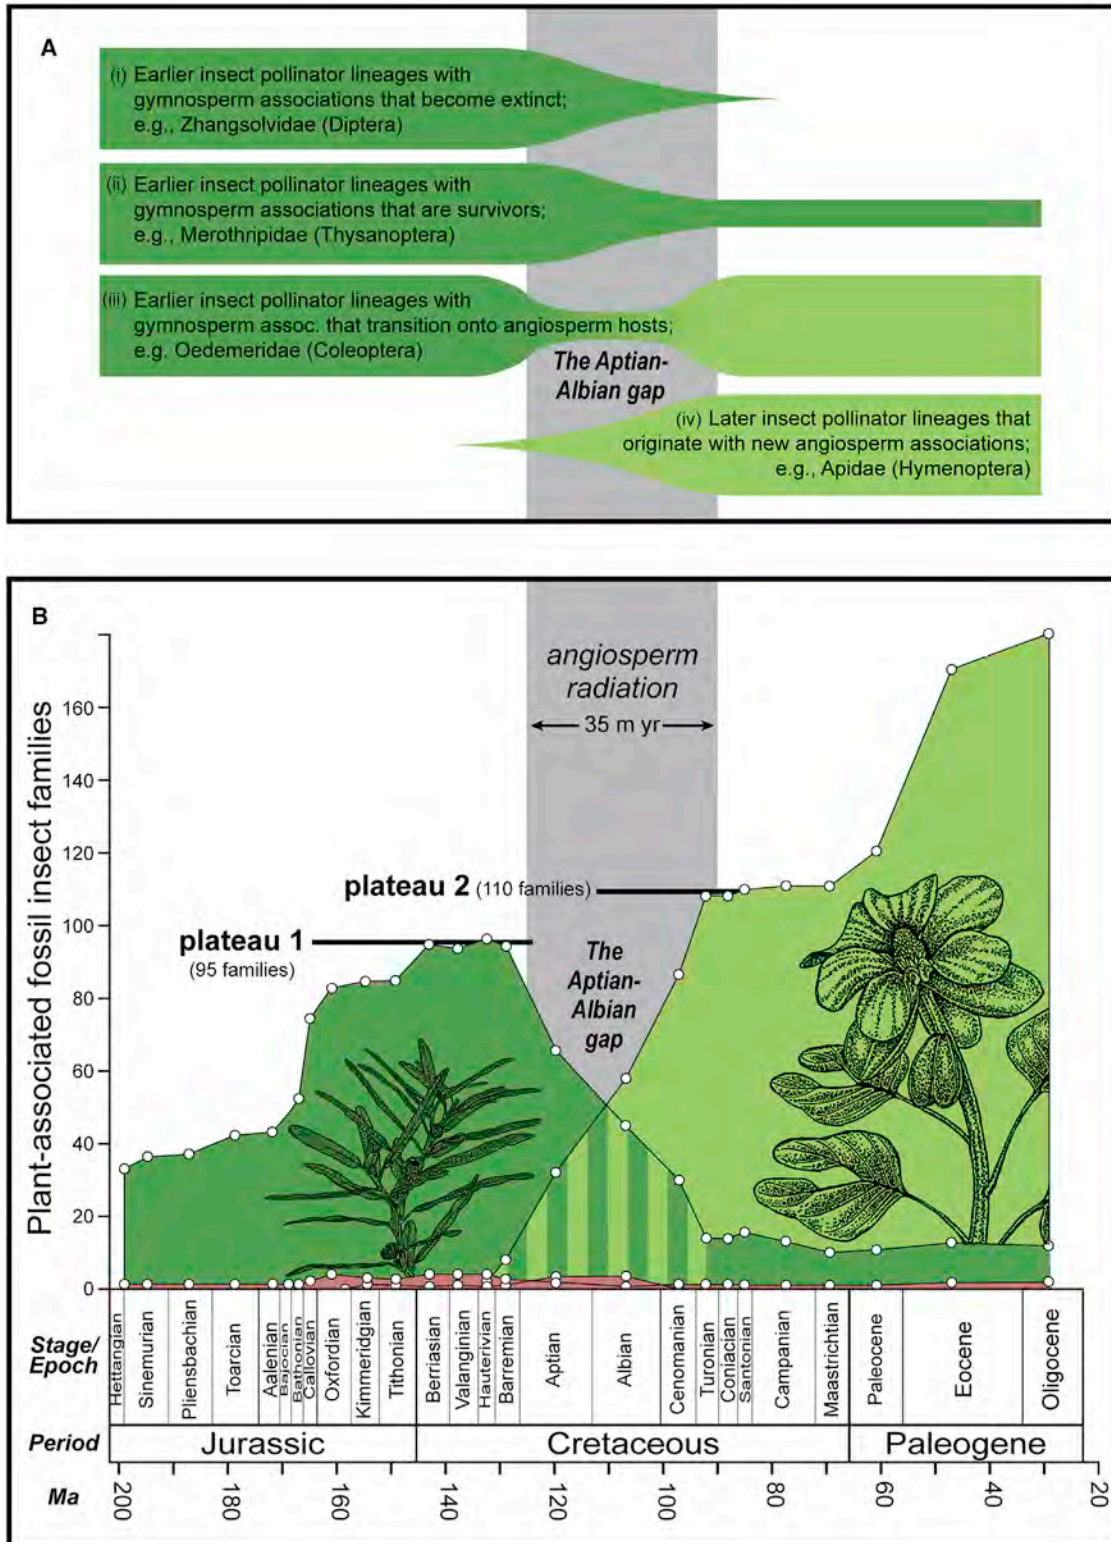 A
(i) Earlier insect pollinator lineages with
gymnosperm associations that become extinct;
e.g., Zhangsolvidae (Diptera)
(ii) Earlier insect pollinator lineages with
gymnosperm associations that are survivors;
e.g., Merothripidae (Thysanoptera)
(iii) Earlier insect pollinator lineages with
gymnosperm assoc. that transition onto angiosperm hosts;
e.g. Oedemeridae (Coleoptera)
The Aptian-
Albian gap
(iv) Later insect pollinator lineages that
originate with new angiosperm associations;
e.g., Apidae (Hymenoptera)
B
angiosperm
radiation
35 m yr
Plant-associated fossil insect families
160
140
120
100
80
60
40
20
0
plateau 2 (110 families)
plateau 1
(95 families)
The
Aptian-
Albian
gap
Stage/
Epoch
Hettangian
Sinemurian
Pliensbachian
Toarcian
Aalenian
Bajocian
Bathonian
Callovian
Oxfordian
Kimmeridgian
Tithonian
Berriasian
Valanginian
Hauterivian
Barremian
Aptian
Albian
Cenomanian
Turonian
Coniacian
Santonian
Campanian
Maastrichtian
Paleocene
Eocene
Oligocene
Period
Jurassic
Cretaceous
Paleogene
Ma
200
180
160
140
120
100
80
60
40
20